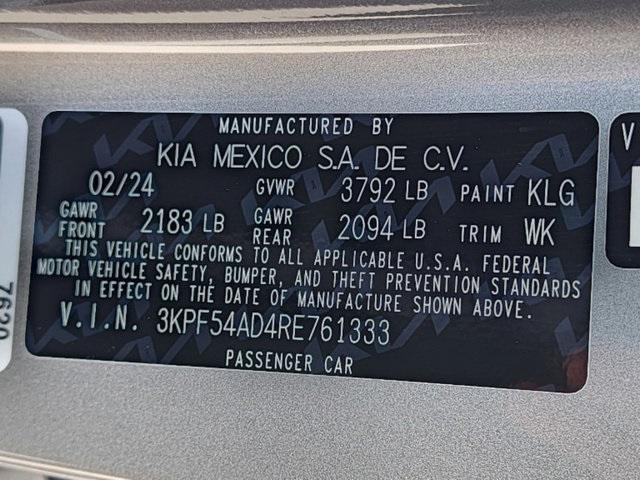 MANUFACTURED BY
KIA MEXICO S.A. DE C.V.
02/24 GVWR 3792 LB PAINT KLG
GAWR FRONT 2183 LB GAWR REAR 2094 LB TRIM WK
THIS VEHICLE CONFORMS TO ALL APPLICABLE U.S.A. FEDERAL
MOTOR VEHICLE SAFETY, BUMPER, AND THEFT PREVENTION STANDARDS
IN EFFECT ON THE DATE OF MANUFACTURE SHOWN ABOVE.
V.I.N. 3KPF54AD4RE761333
PASSENGER CAR
7620
V